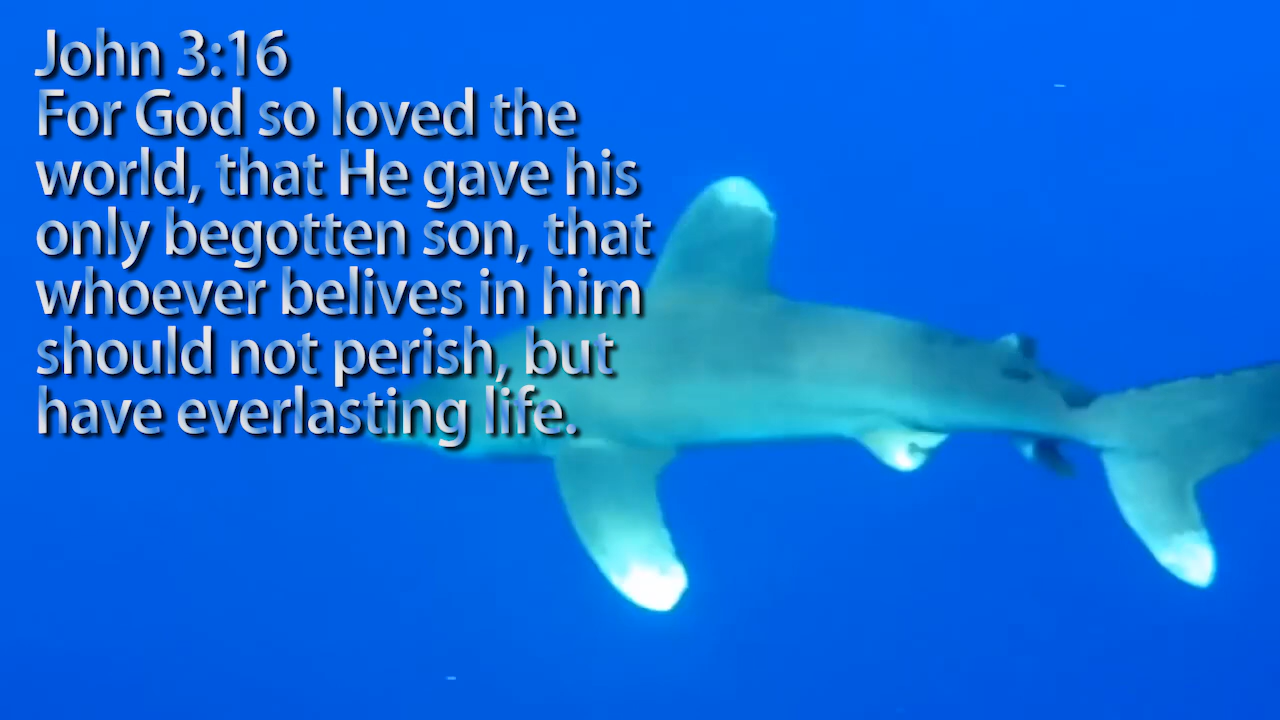 John 3:16
For God so loved the
world, that He gave his
only begotten son, that
whoever belives in him
should not perish, but
have everlasting life.